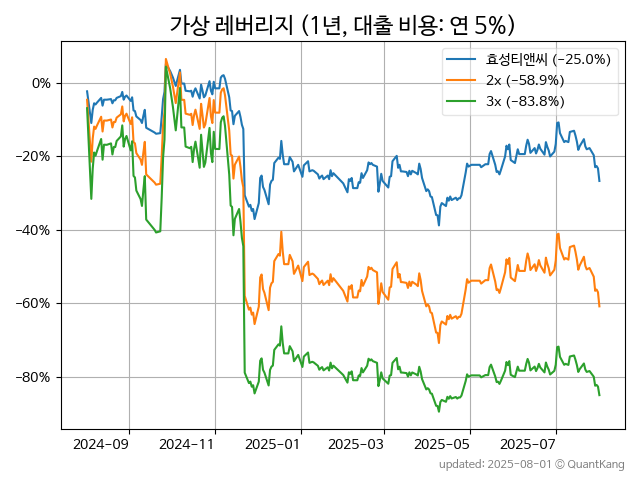 가상 레버리지 (1년, 대출 비용: 연 5%)
효성티앤씨 (−25.0%)
2x (−58.9%)
3x (−83.8%)
0%
−20%
−40%
−60%
−80%
2024−09 2024−11 2025−01 2025−03 2025−05 2025−07
updated: 2025-08-01 © QuantKang